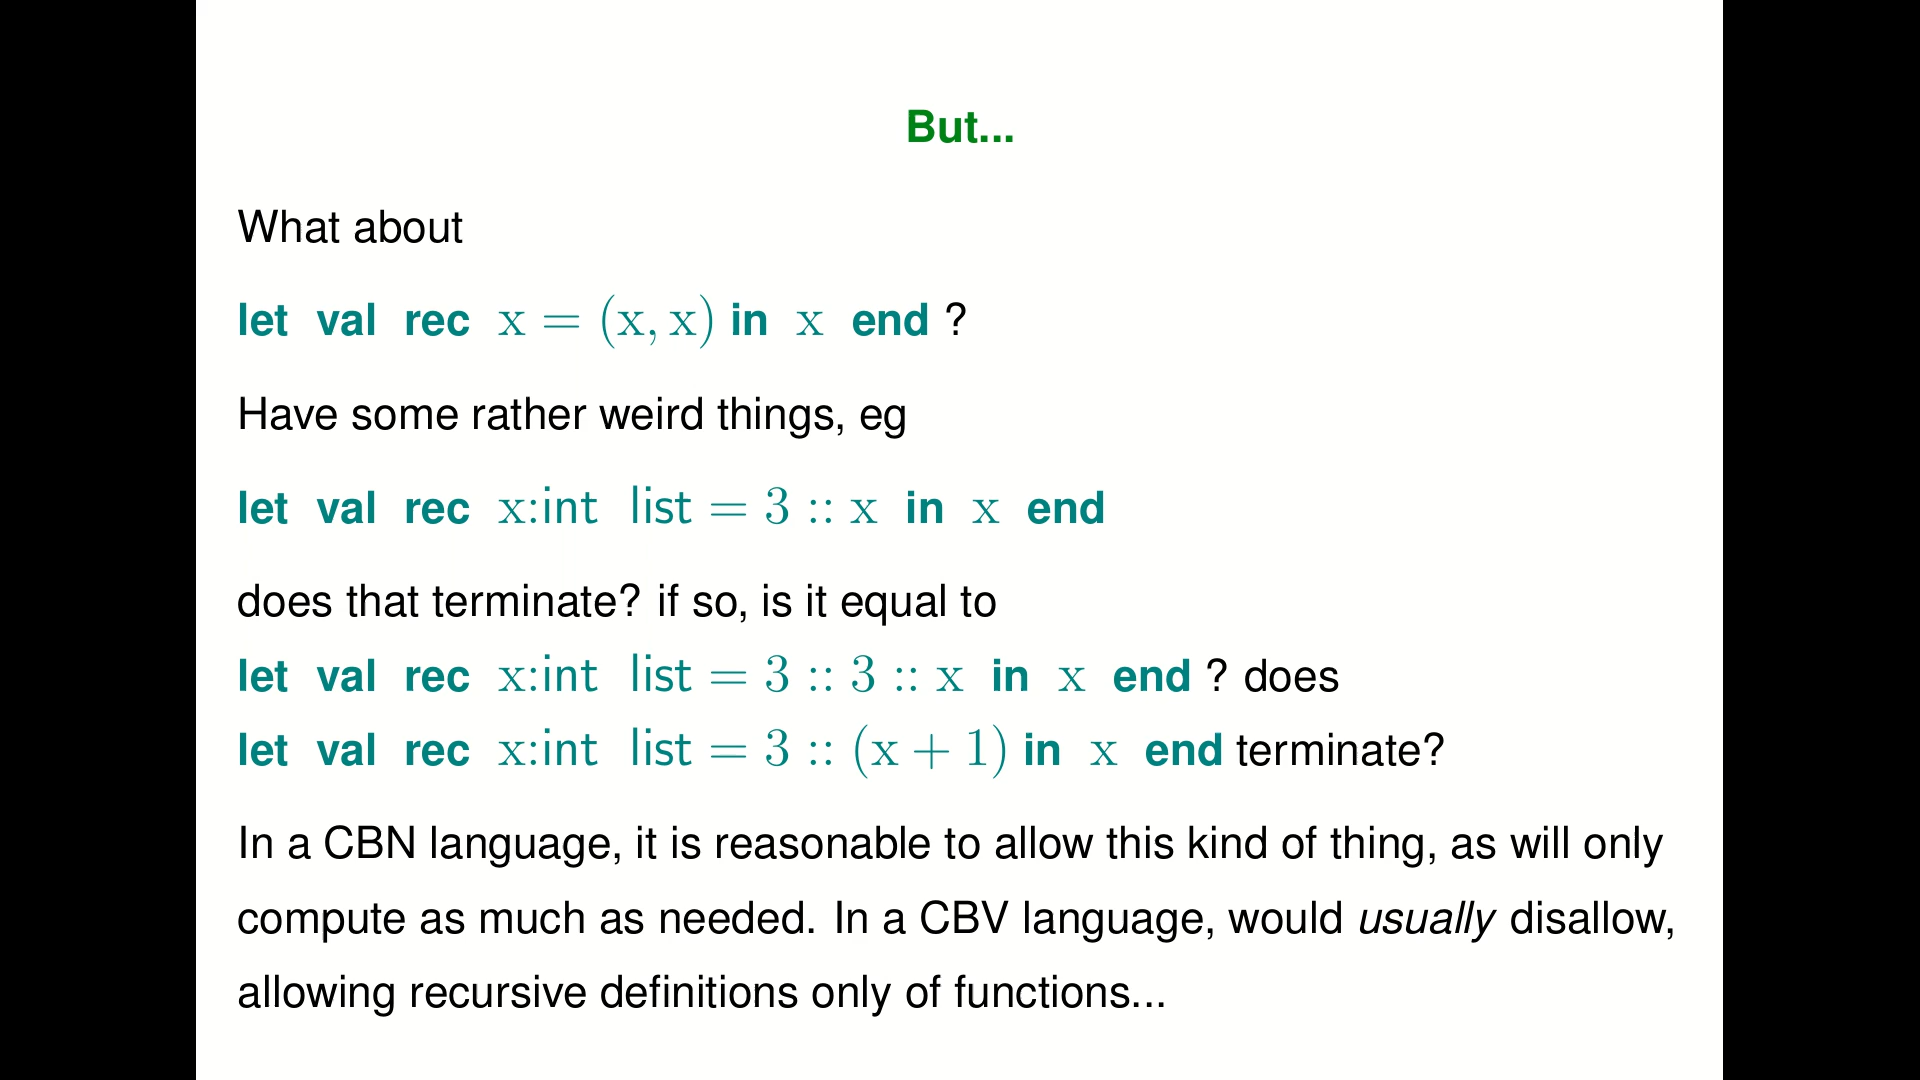 But...
What about
let val rec x = (x, x) in x end ?
Have some rather weird things, eg
let val rec x:int list = 3 :: x in x end
does that terminate? if so, is it equal to
let val rec x:int list = 3 :: 3 :: x in x end ? does
let val rec x:int list = 3 :: (x + 1) in x end terminate?
In a CBN language, it is reasonable to allow this kind of thing, as will only
compute as much as needed. In a CBV language, would usually disallow,
allowing recursive definitions only of functions...